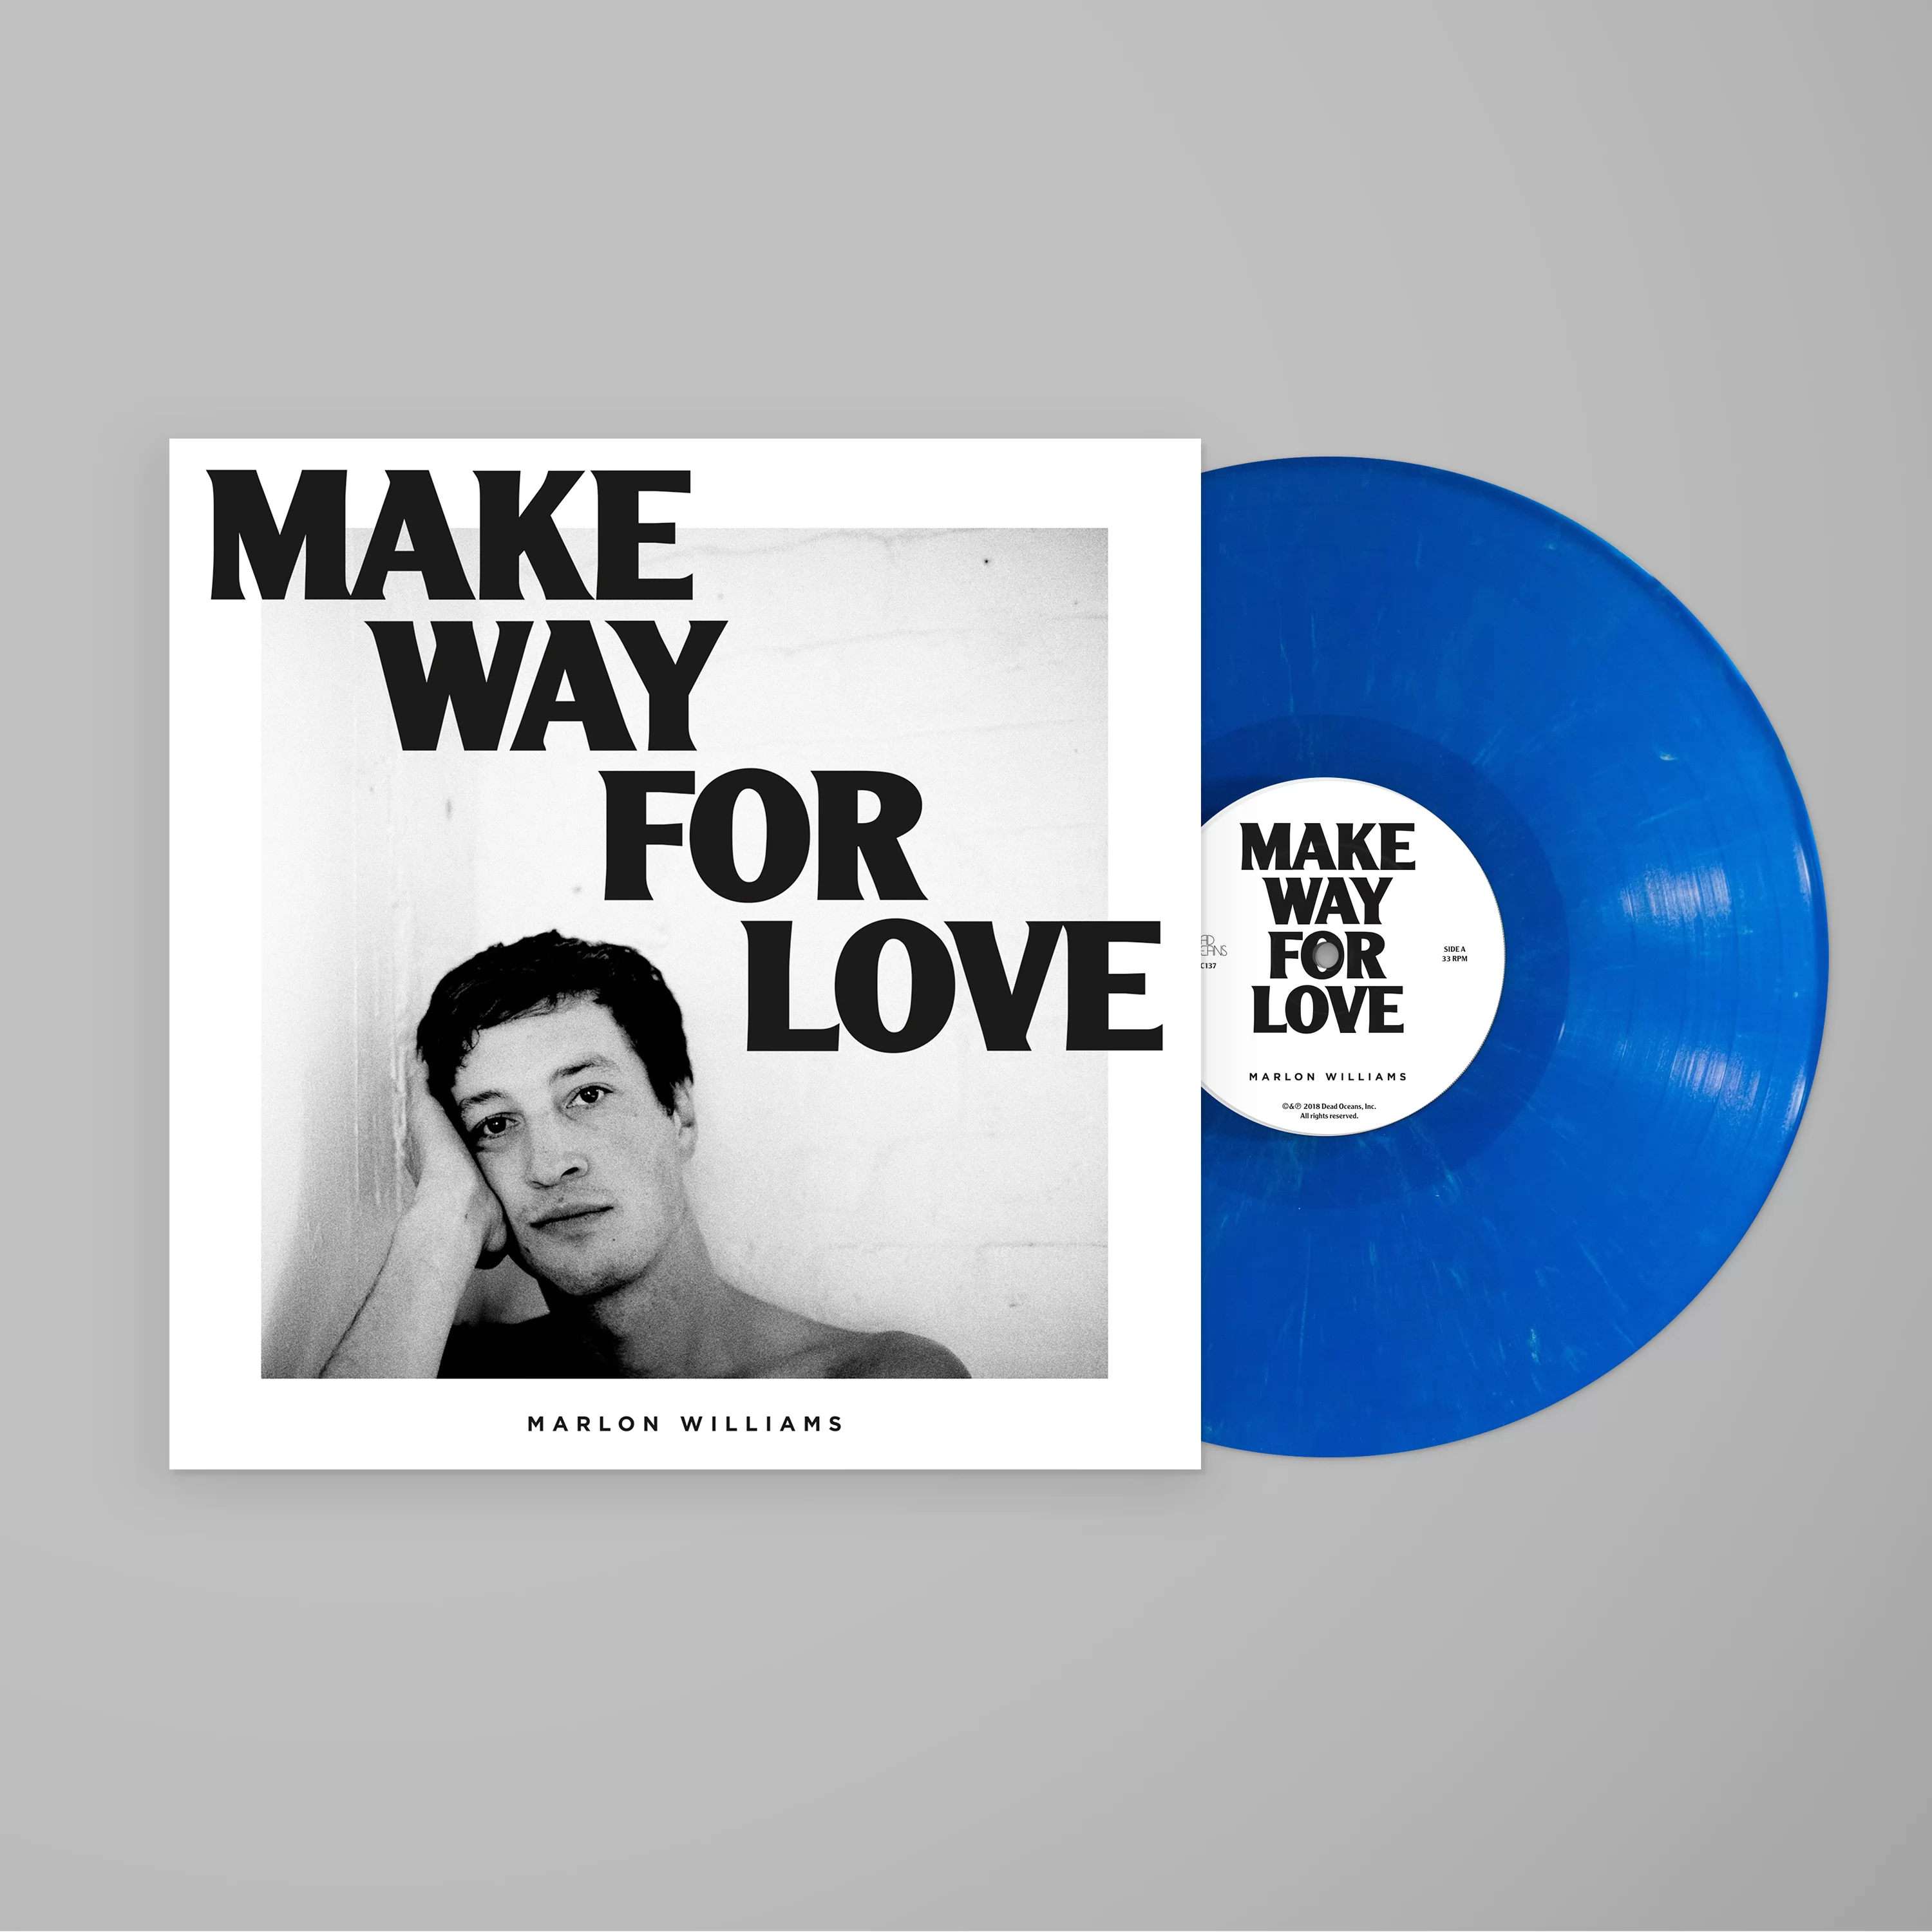 MAKE
WAY
FOR
LOVE
MARLON WILLIAMS
MAKE
WAY
FOR
LOVE
SIDE A
33 RPM
MARLON WILLIAMS
©&℗ 2018 Dead Oceans, Inc.
All rights reserved.